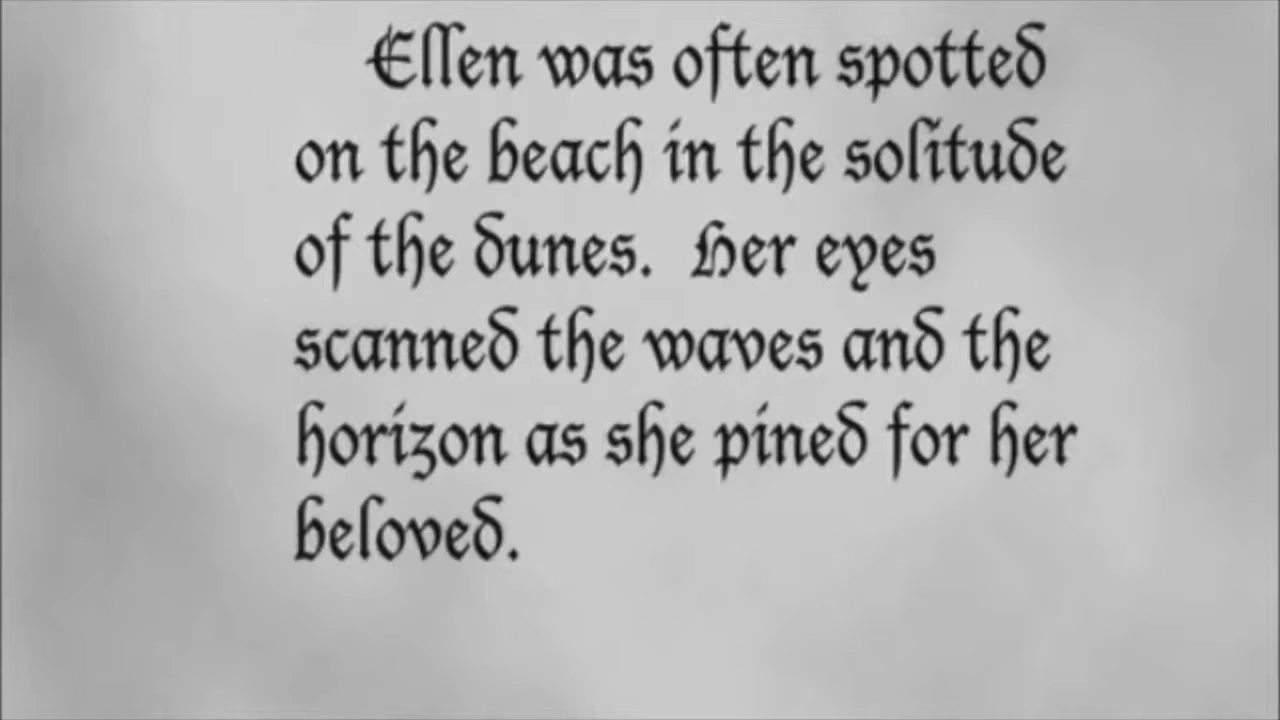 Ellen was often spotted
on the beach in the solitude
of the dunes.  Her eyes
scanned the waves and the
horizon as she pined for her
beloved.